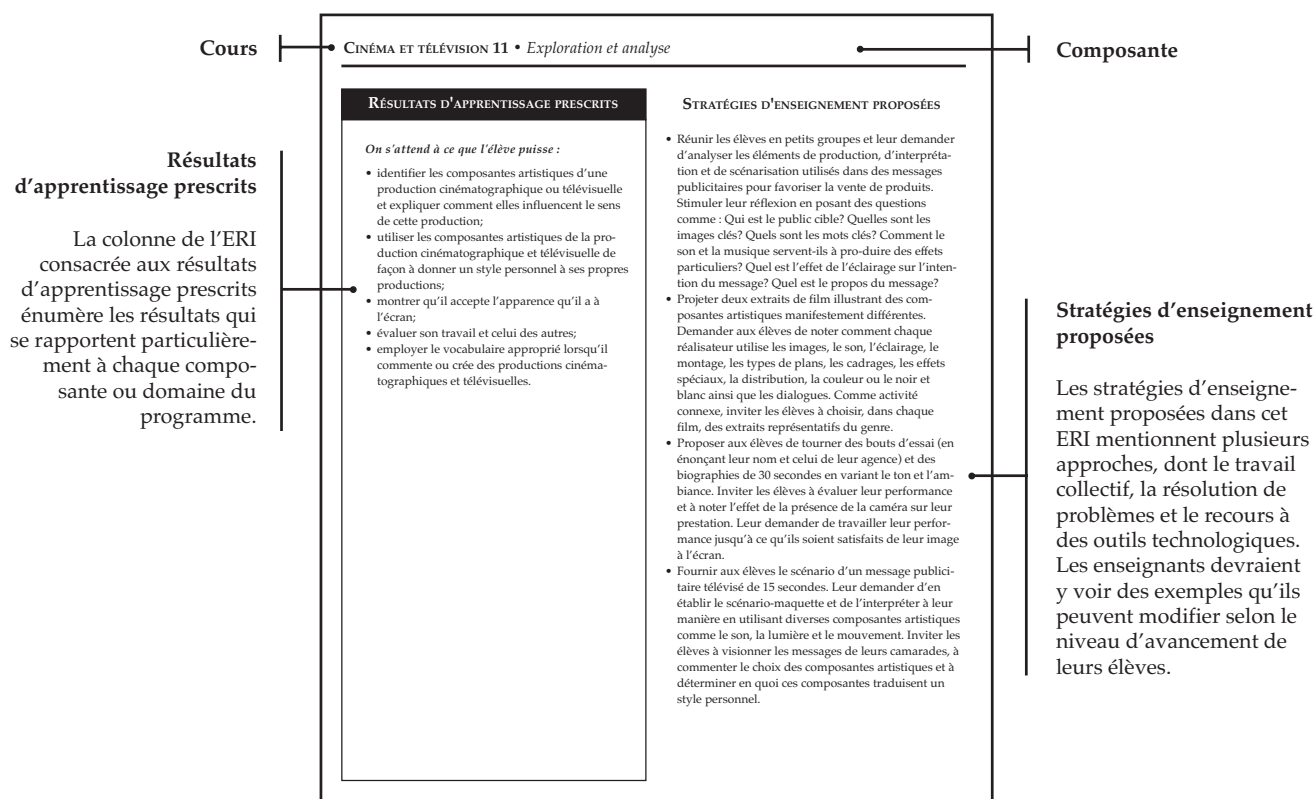 Cours
CINÉMA ET TÉLÉVISION 11 • Exploration et analyse
Composante
Résultats
d'apprentissage prescrits
La colonne de l'ERI
consacrée aux résultats
d'apprentissage prescrits
énumère les résultats qui
se rapportent particulière-
ment à chaque compo-
sante ou domaine du
programme.
RÉSULTATS D'APPRENTISSAGE PRESCRITS
On s'attend à ce que l'élève puisse :
• identifier les composantes artistiques d'une
production cinématographique ou télévisuelle
et expliquer comment elles influencent le sens
de cette production;
• utiliser les composantes artistiques de la pro-
duction cinématographique et télévisuelle de
façon à donner un style personnel à ses propres
productions;
• montrer qu'il accepte l'apparence qu'il a à
l'écran;
• évaluer son travail et celui des autres;
• employer le vocabulaire approprié lorsqu'il
commente ou crée des productions cinéma-
tographiques et télévisuelles.
STRATÉGIES D'ENSEIGNEMENT PROPOSÉES
• Réunir les élèves en petits groupes et leur demander
d'analyser les éléments de production, d'interpréta-
tion et de scénarisation utilisés dans des messages
publicitaires pour favoriser la vente de produits.
Stimuler leur réflexion en posant des questions
comme : Qui est le public cible? Quelles sont les
images clés? Quels sont les mots clés? Comment le
son et la musique servent-ils à pro-duire des effets
particuliers? Quel est l'effet de l'éclairage sur l'inten-
tion du message? Quel est le propos du message?
• Projeter deux extraits de film illustrant des com-
posantes artistiques manifestement différentes.
Demander aux élèves de noter comment chaque
réalisateur utilise les images, le son, l'éclairage, le
montage, les types de plans, les cadrages, les effets
spéciaux, la distribution, la couleur ou le noir et
blanc ainsi que les dialogues. Comme activité
connexe, inviter les élèves à choisir, dans chaque
film, des extraits représentatifs du genre.
• Proposer aux élèves de tourner des bouts d'essai (en
énonçant leur nom et celui de leur agence) et des
biographies de 30 secondes en variant le ton et l'am-
biance. Inviter les élèves à évaluer leur performance
et à noter l'effet de la présence de la caméra sur leur
prestation. Leur demander de travailler leur perfor-
mance jusqu'à ce qu'ils soient satisfaits de leur image
à l'écran.
• Fournir aux élèves le scénario d'un message publici-
taire télévisé de 15 secondes. Leur demander d'en
établir le scénario-maquette et de l'interpréter à leur
manière en utilisant diverses composantes artistiques
comme le son, la lumière et le mouvement. Inviter les
élèves à visionner les messages de leurs camarades, à
commenter le choix des composantes artistiques et à
déterminer en quoi ces composantes traduisent un
style personnel.
Stratégies d'enseignement
proposées
Les stratégies d'enseigne-
ment proposées dans cet
ERI mentionnent plusieurs
approches, dont le travail
collectif, la résolution de
problèmes et le recours à
des outils technologiques.
Les enseignants devraient
y voir des exemples qu'ils
peuvent modifier selon le
niveau d'avancement de
leurs élèves.